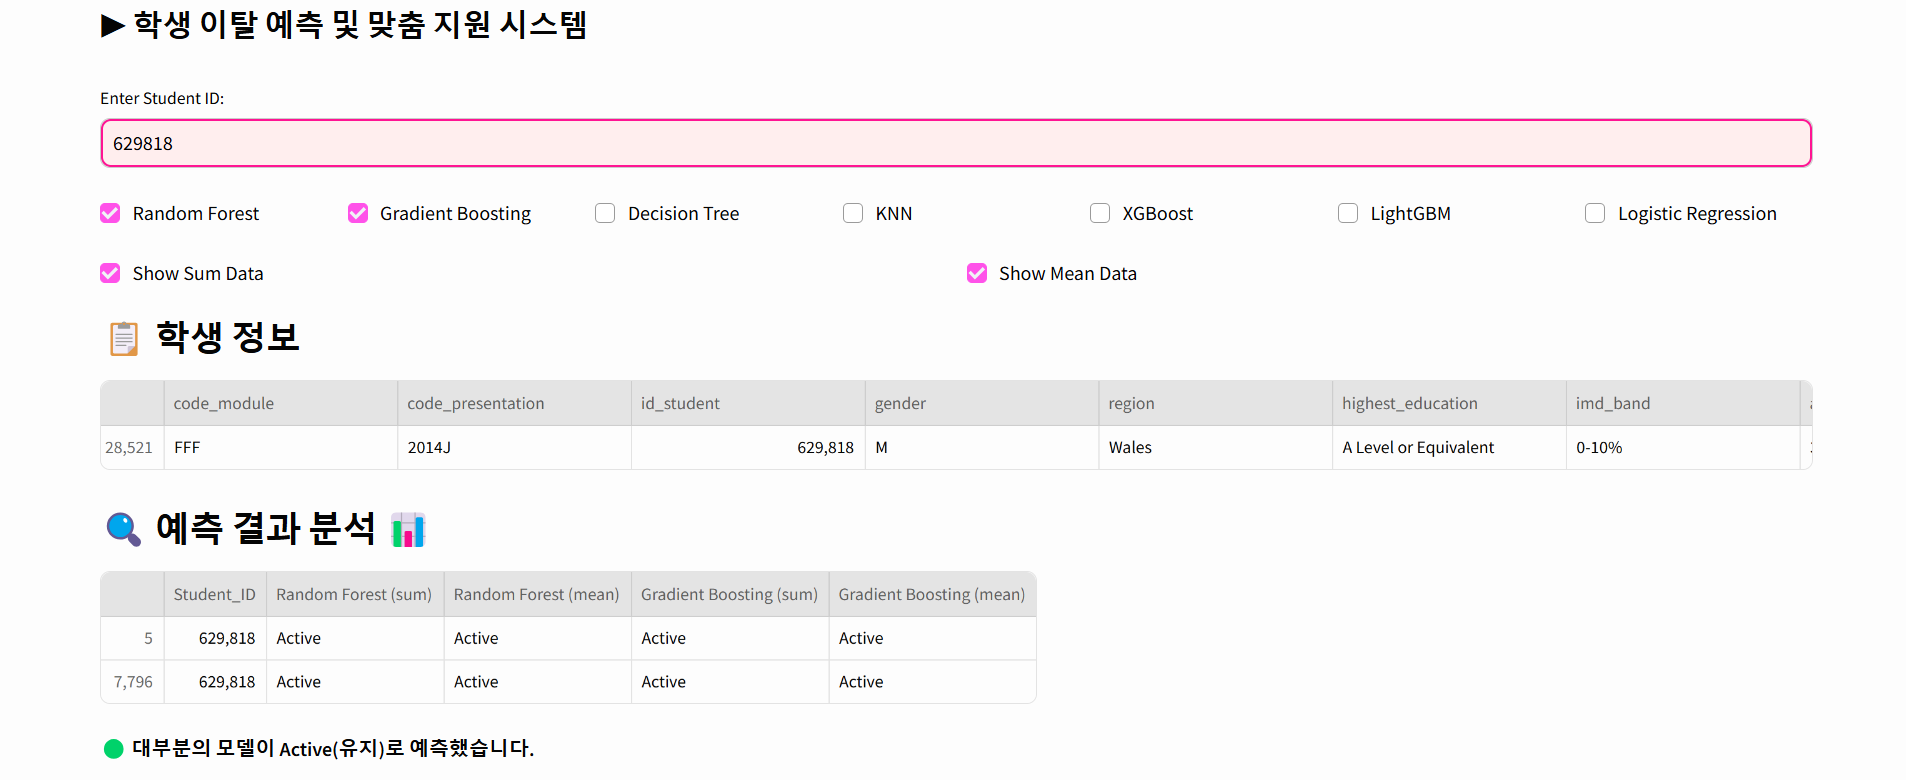 ▶ 학생 이탈 예측 및 맞춤 지원 시스템
Enter Student ID:
629818
Random Forest Gradient Boosting Decision Tree KNN XGBoost LightGBM Logistic Regression
Show Sum Data Show Mean Data
학생 정보
code_module code_presentation id_student gender region highest_education imd_band
28,521 FFF 2014J 629,818 M Wales A Level or Equivalent 0-10%
예측 결과 분석
Student_ID Random Forest (sum) Random Forest (mean) Gradient Boosting (sum) Gradient Boosting (mean)
5 629,818 Active Active Active Active
7,796 629,818 Active Active Active Active
대부분의 모델이 Active(유지)로 예측했습니다.